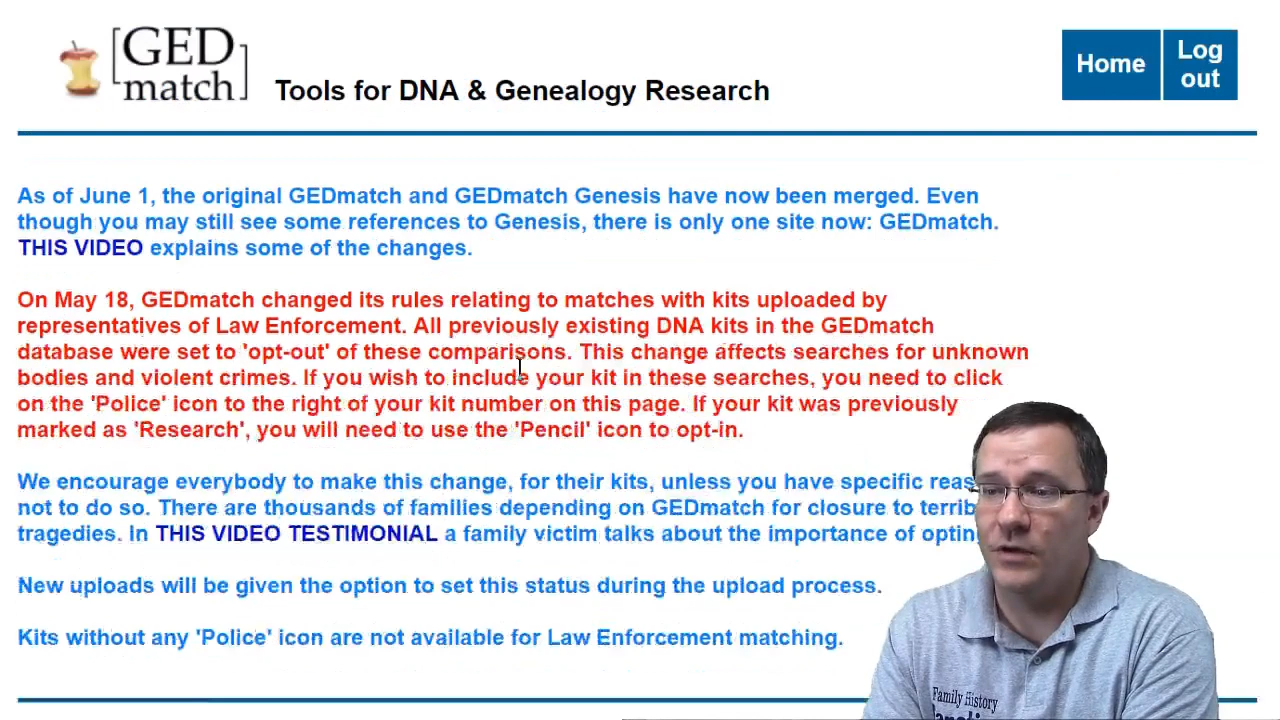 GED
match
Tools for DNA & Genealogy Research
Home
Log
out
As of June 1, the original GEDmatch and GEDmatch Genesis have now been merged. Even
though you may still see some references to Genesis, there is only one site now: GEDmatch.
THIS VIDEO explains some of the changes.
On May 18, GEDmatch changed its rules relating to matches with kits uploaded by
representatives of Law Enforcement. All previously existing DNA kits in the GEDmatch
database were set to 'opt-out' of these comparisons. This change affects searches for unknown
bodies and violent crimes. If you wish to include your kit in these searches, you need to click
on the 'Police' icon to the right of your kit number on this page. If your kit was previously
marked as 'Research', you will need to use the 'Pencil' icon to opt-in.
We encourage everybody to make this change, for their kits, unless you have specific reas
not to do so. There are thousands of families depending on GEDmatch for closure to terrib
tragedies. In THIS VIDEO TESTIMONIAL a family victim talks about the importance of optin
New uploads will be given the option to set this status during the upload process.
Kits without any 'Police' icon are not available for Law Enforcement matching.
Family History